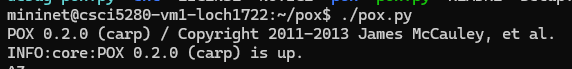 mininet@csci5280-vm1-loch1722:~/pox$ ./pox.py
POX 0.2.0 (carp) / Copyright 2011-2013 James McCauley, et al.
INFO:core:POX 0.2.0 (carp) is up.